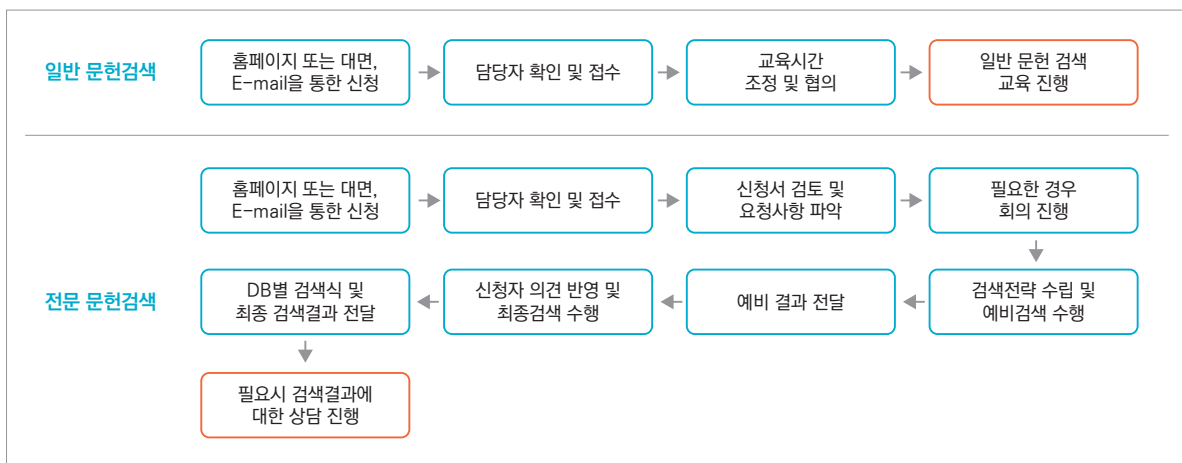 일반 문헌검색
홈페이지 또는 대면,
E-mail을 통한 신청
담당자 확인 및 접수
교육시간
조정 및 협의
일반 문헌 검색
교육 진행
전문 문헌검색
홈페이지 또는 대면,
E-mail을 통한 신청
담당자 확인 및 접수
신청서 검토 및
요청사항 파악
필요한 경우
회의 진행
검색전략 수립 및
예비검색 수행
예비 결과 전달
신청자 의견 반영 및
최종검색 수행
DB별 검색식 및
최종 검색결과 전달
필요시 검색결과에
대한 상담 진행